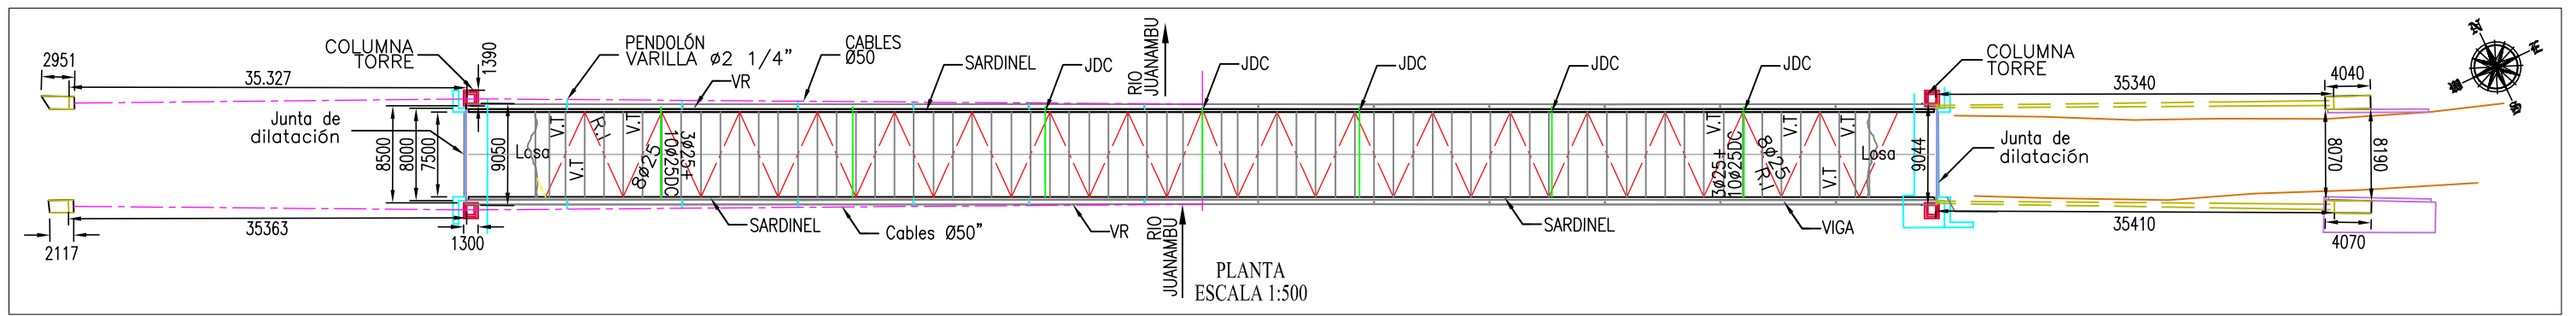 2951
35.327
COLUMNA
TORRE
1390
PENDOLÓN
VARILLA ø2 1/4”
VR
CABLES
Ø50
SARDINEL
JDC
RIO
JUANAMBU
JDC
JDC
JDC
JDC
COLUMNA
TORRE
35340
4040
N
E
S
Junta de
dilatación
8500
8000
7500
9050
Losa
V.T
V.T
R.I
V.T
8ø25
3ø25+
10ø25DC
V.T
3ø25+
10ø25DC
8ø25
R.I
V.T
V.T
V.T
Losa
9044
Junta de
dilatación
8070
8190
35363
2117
1300
SARDINEL
Cables Ø50”
VR
RIO
JUANAMBU
SARDINEL
VIGA
35410
4070
PLANTA
ESCALA 1:500